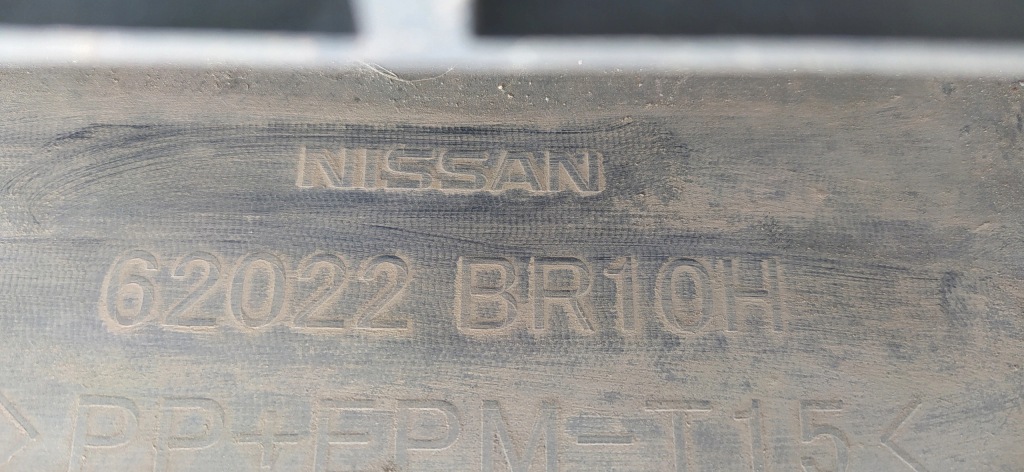 NISSAN
62022 BR10H
>PP+EPM-T15<